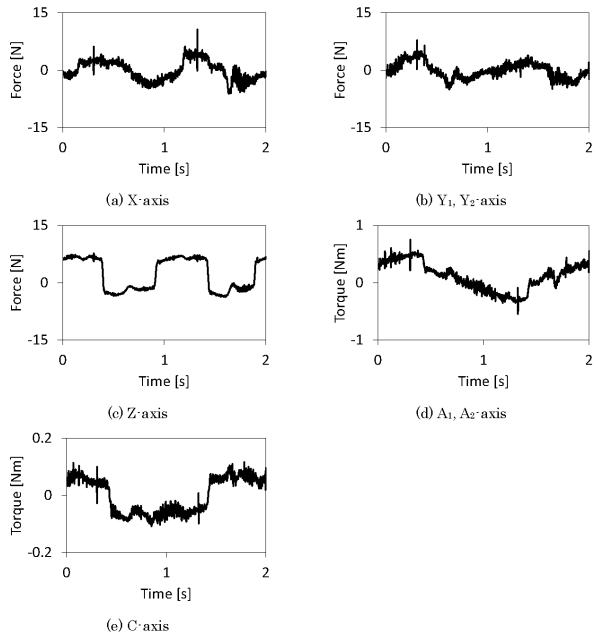 15
0
-15
Force [N]
0 1 2
Time [s]
(a) X-axis
15
0
-15
Force [N]
0 1 2
Time [s]
(b) Y1, Y2-axis
15
0
-15
Force [N]
0 1 2
Time [s]
(c) Z-axis
1
0
-1
Torque [Nm]
0 1 2
Time [s]
(d) A1, A2-axis
0.2
0
-0.2
Torque [Nm]
0 1 2
Time [s]
(e) C-axis